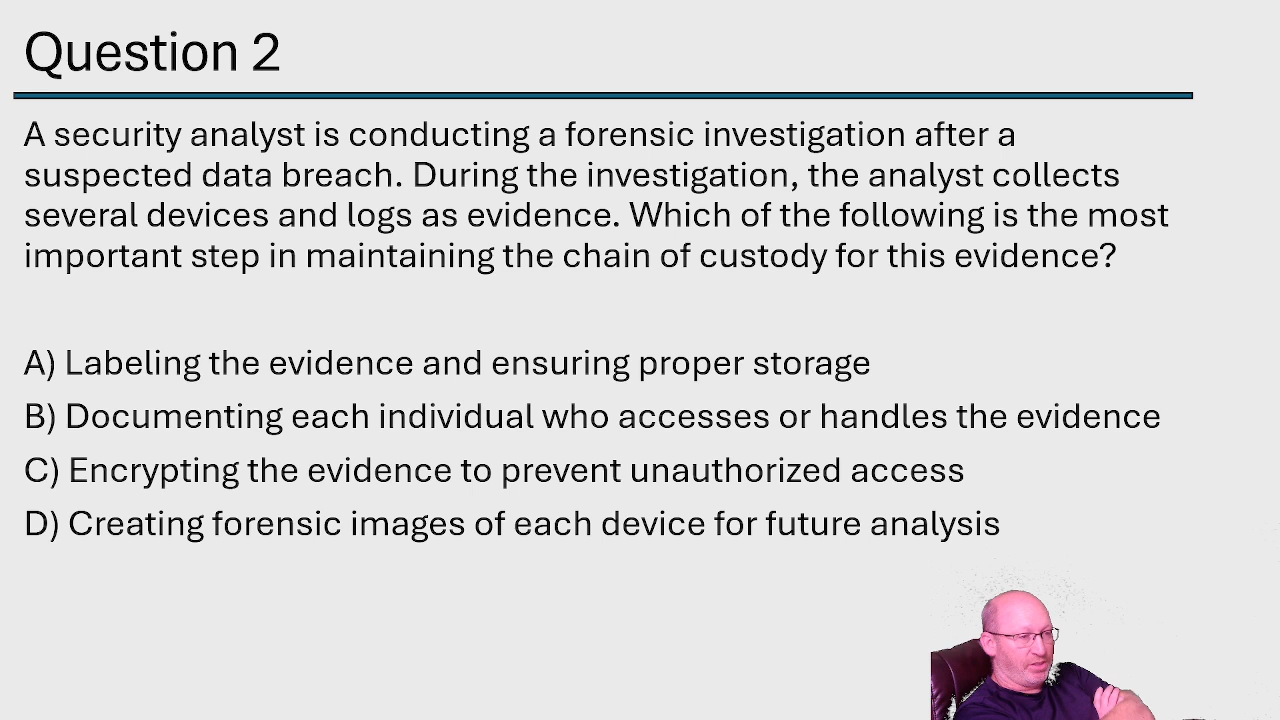 Question 2
A security analyst is conducting a forensic investigation after a
suspected data breach. During the investigation, the analyst collects
several devices and logs as evidence. Which of the following is the most
important step in maintaining the chain of custody for this evidence?
A) Labeling the evidence and ensuring proper storage
B) Documenting each individual who accesses or handles the evidence
C) Encrypting the evidence to prevent unauthorized access
D) Creating forensic images of each device for future analysis